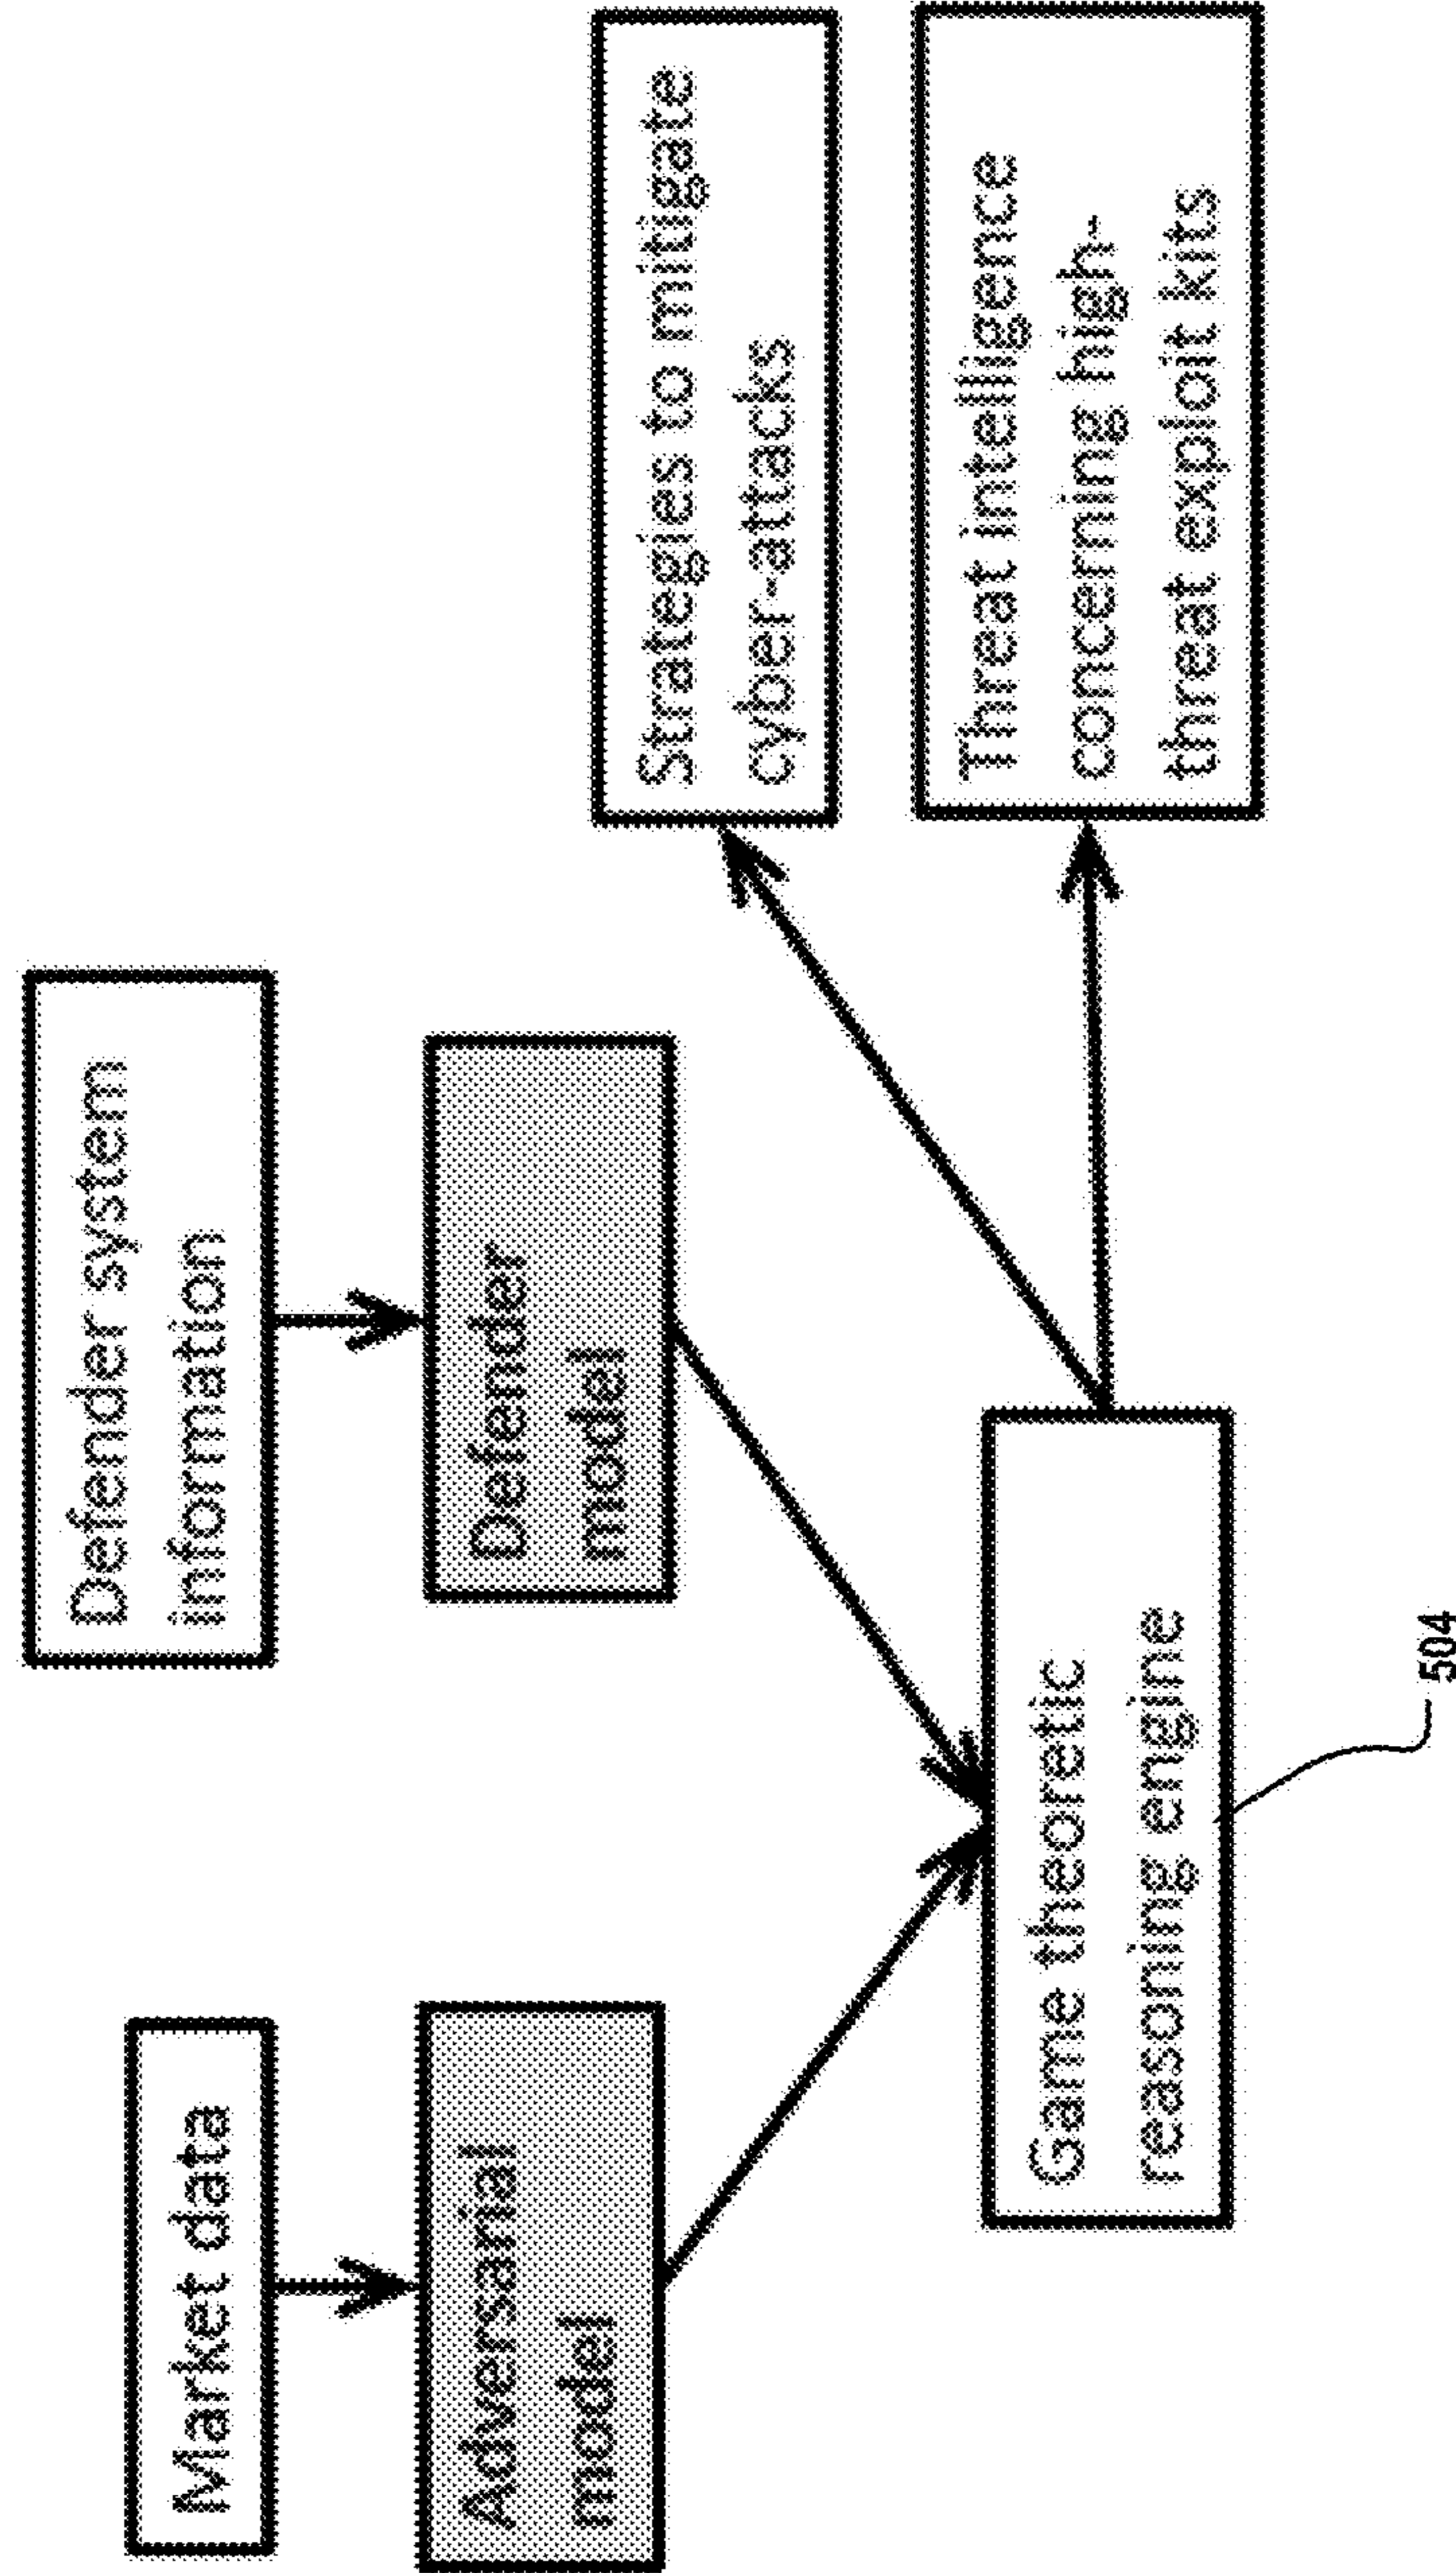 Market data
Adversarial
model
Defender system
information
Defender
model
Game theoretic
reasoning engine
504
Strategies to mitigate
cyber-attacks
Threat intelligence
concerning high-
threat exploit kits